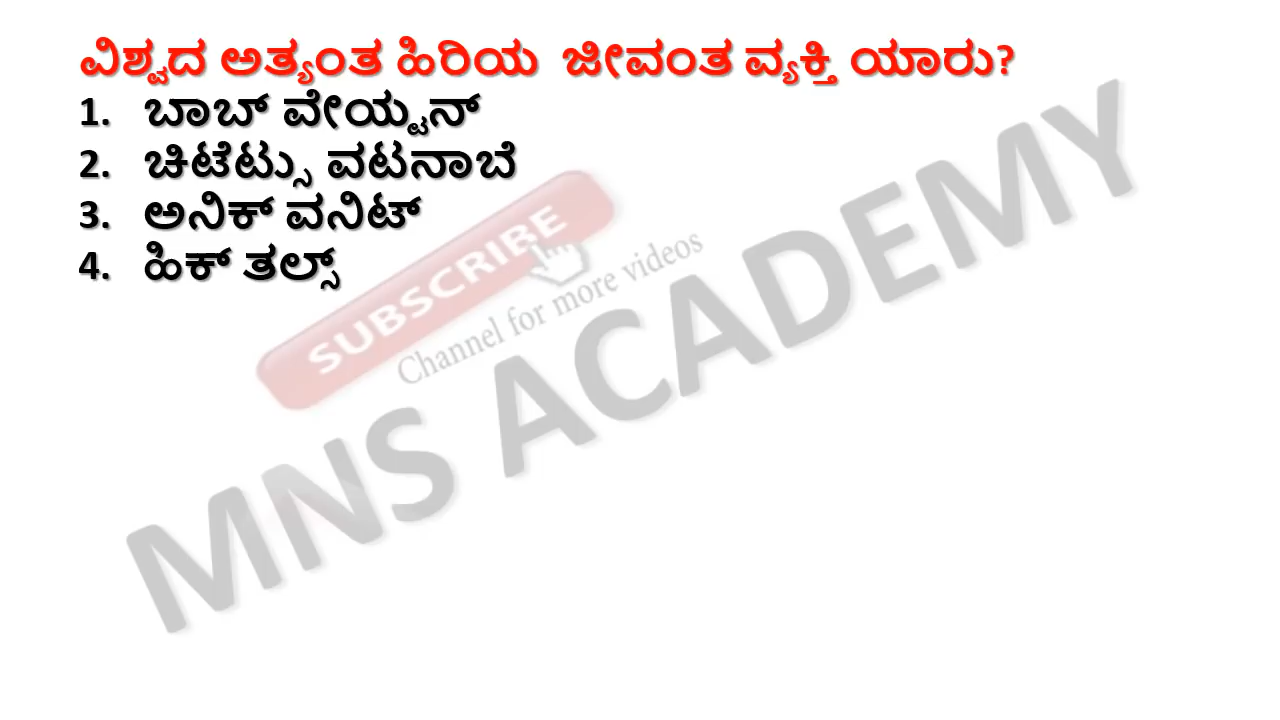 ವಿಶ್ವದ ಅತ್ಯಂತ ಹಿರಿಯ ಜೀವಂತ ವ್ಯಕ್ತಿ ಯಾರು?
1. ಬಾಬ್ ವೇಯ್ಟನ್
2. ಚಿಟೆಟ್ಸು ವಟನಾಬೆ
3. ಅನಿಕ್ ವನಿಟ್
4. ಹಿಕ್ ತಲ್ಸ್
SUBSCRIBE
Channel for more videos
MNS ACADEMY